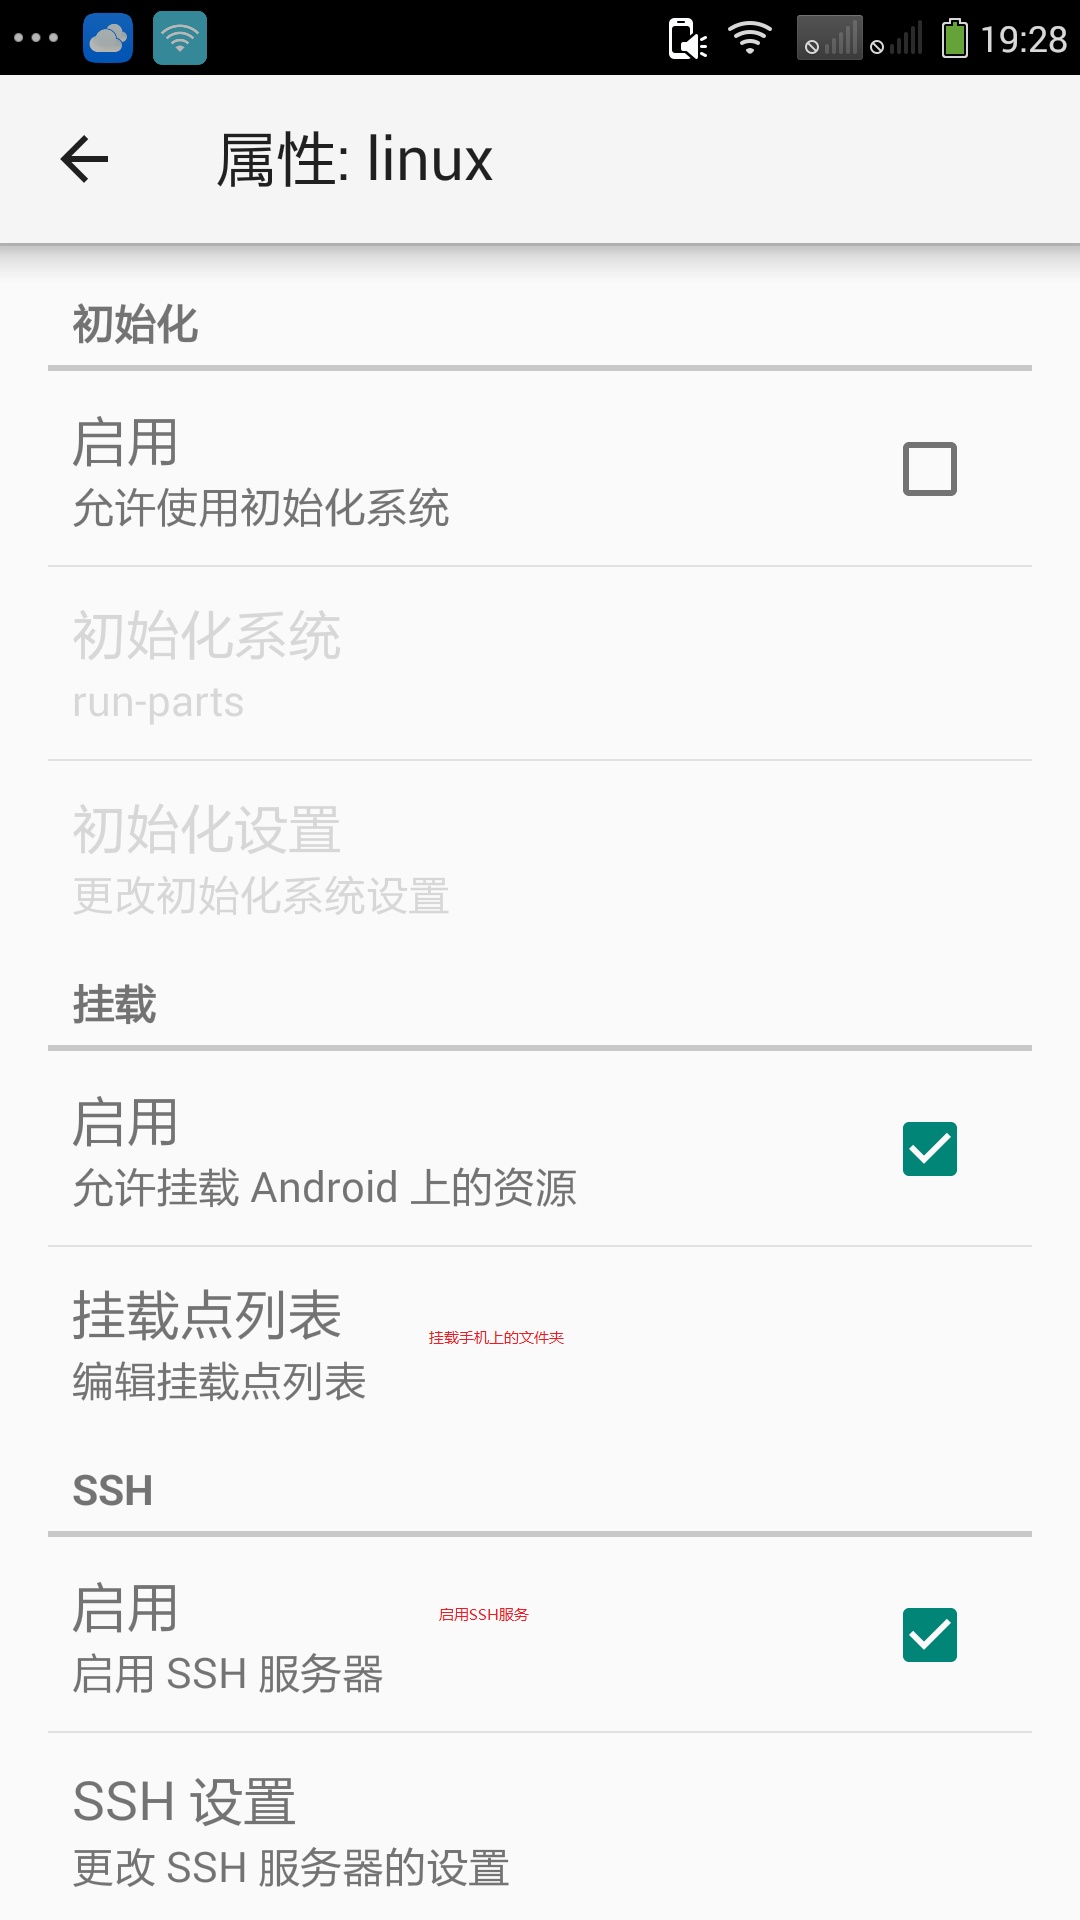 19:28
属性: linux
初始化
启用
允许使用初始化系统
初始化系统
run-parts
初始化设置
更改初始化系统设置
挂载
启用
允许挂载 Android 上的资源
挂载点列表
挂载手机上的文件夹
编辑挂载点列表
SSH
启用
启用SSH服务
启用 SSH 服务器
SSH 设置
更改 SSH 服务器的设置